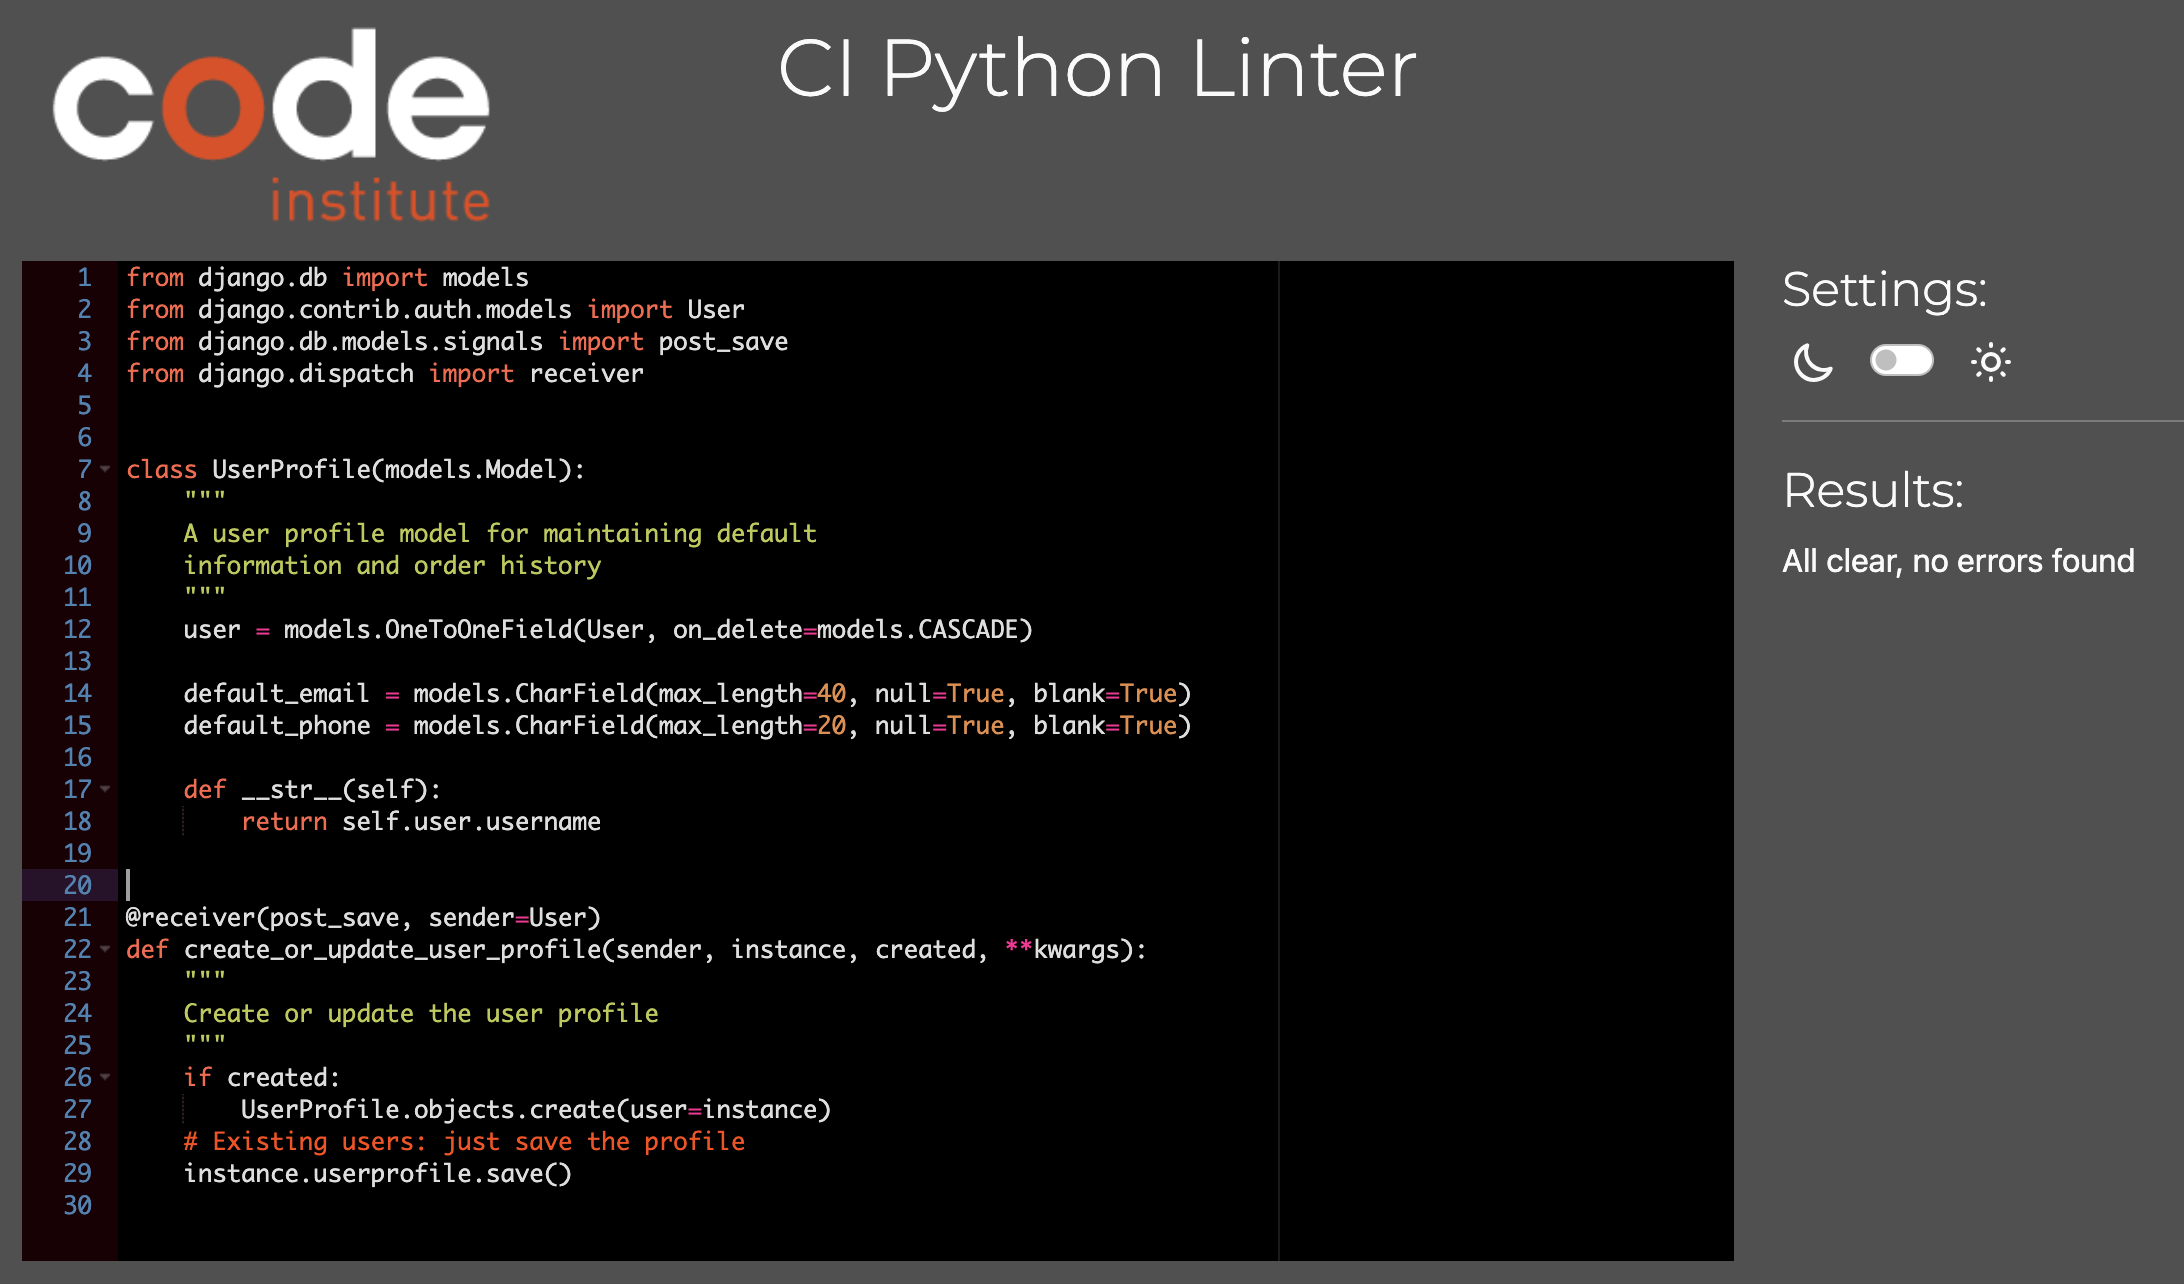 code
institute
CI Python Linter
1 from django.db import models
2 from django.contrib.auth.models import User
3 from django.db.models.signals import post_save
4 from django.dispatch import receiver
5
6
7 class UserProfile(models.Model):
8     """
9     A user profile model for maintaining default
10     information and order history
11     """
12     user = models.OneToOneField(User, on_delete=models.CASCADE)
13
14     default_email = models.CharField(max_length=40, null=True, blank=True)
15     default_phone = models.CharField(max_length=20, null=True, blank=True)
16
17     def __str__(self):
18         return self.user.username
19
20
21 @receiver(post_save, sender=User)
22 def create_or_update_user_profile(sender, instance, created, **kwargs):
23     """
24     Create or update the user profile
25     """
26     if created:
27         UserProfile.objects.create(user=instance)
28     # Existing users: just save the profile
29     instance.userprofile.save()
30
Settings:
Results:
All clear, no errors found